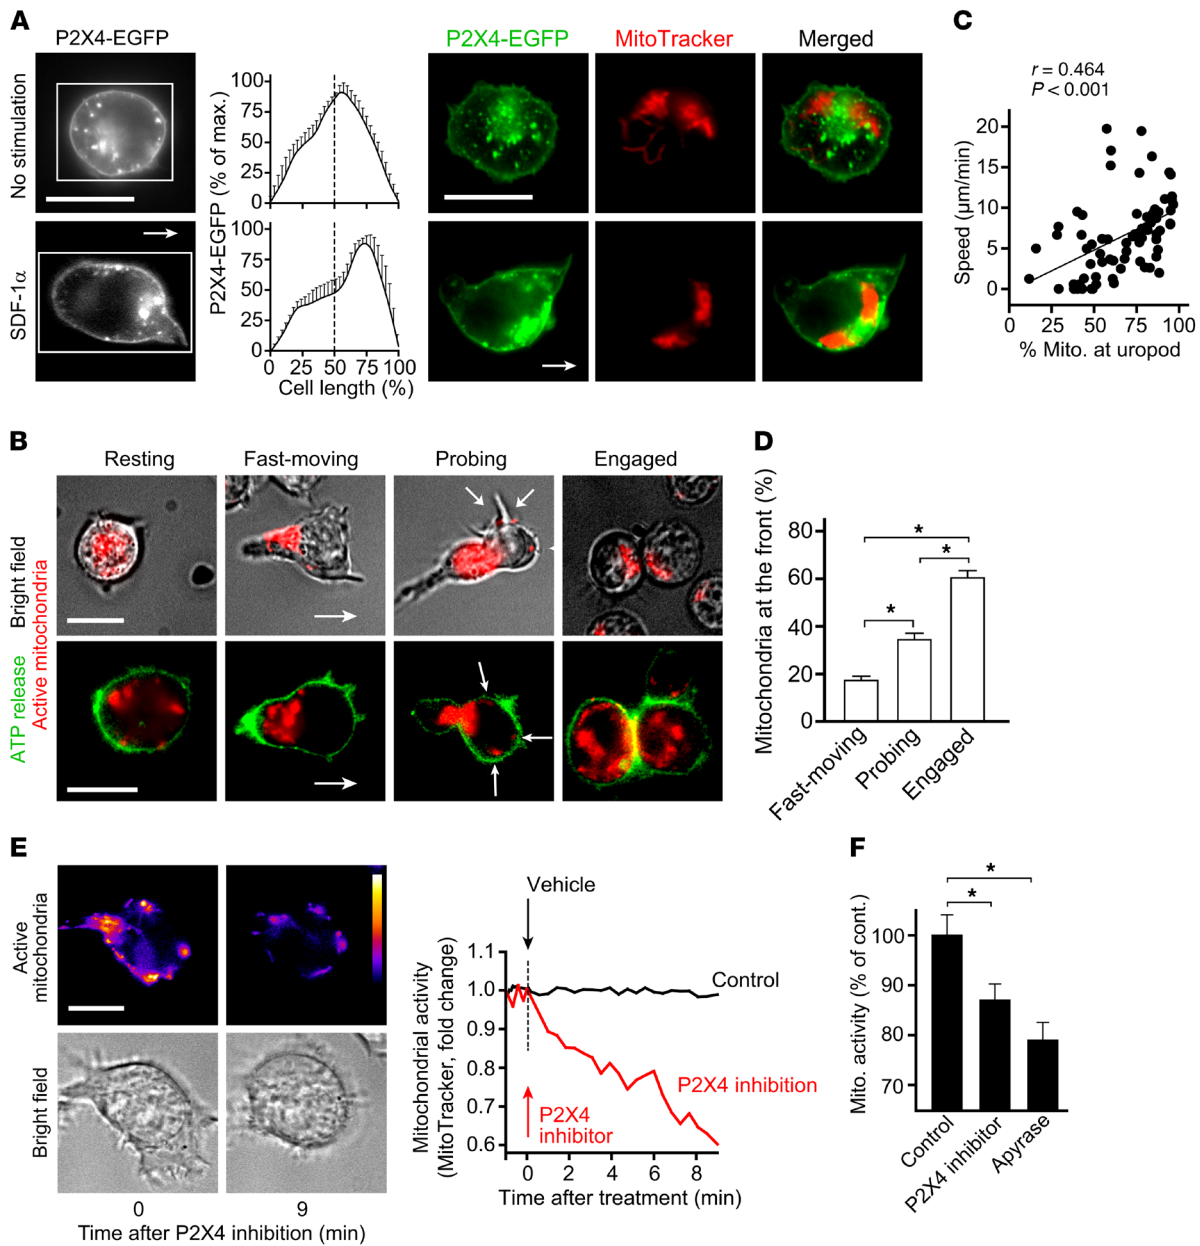 A
P2X4-EGFP
No stimulation
SDF-1α
P2X4-EGFP (% of max.)
100
75
50
25
0
100
75
50
25
0
0 25 50 75 100
Cell length (%)
P2X4-EGFP MitoTracker Merged
C
r = 0.464
P < 0.001
Speed (µm/min)
20
15
10
5
0
0 25 50 75 100
% Mito. at uropod
B
Resting Fast-moving Probing Engaged
Bright field
ATP release
Active mitochondria
D
Mitochondria at the front (%)
80
60
40
20
0
*
*
*
Fast-moving
Probing
Engaged
E
Active
mitochondria
Bright field
0 9
Time after P2X4 inhibition (min)
Vehicle
Mitochondrial activity
(MitoTracker, fold change)
1.1
1.0
0.9
0.8
0.7
0.6
Control
P2X4 inhibition
P2X4
inhibitor
0 2 4 6 8
Time after treatment (min)
F
Mito. activity (% of cont.)
100
90
80
70
*
*
Control
P2X4 inhibitor
Apyrase